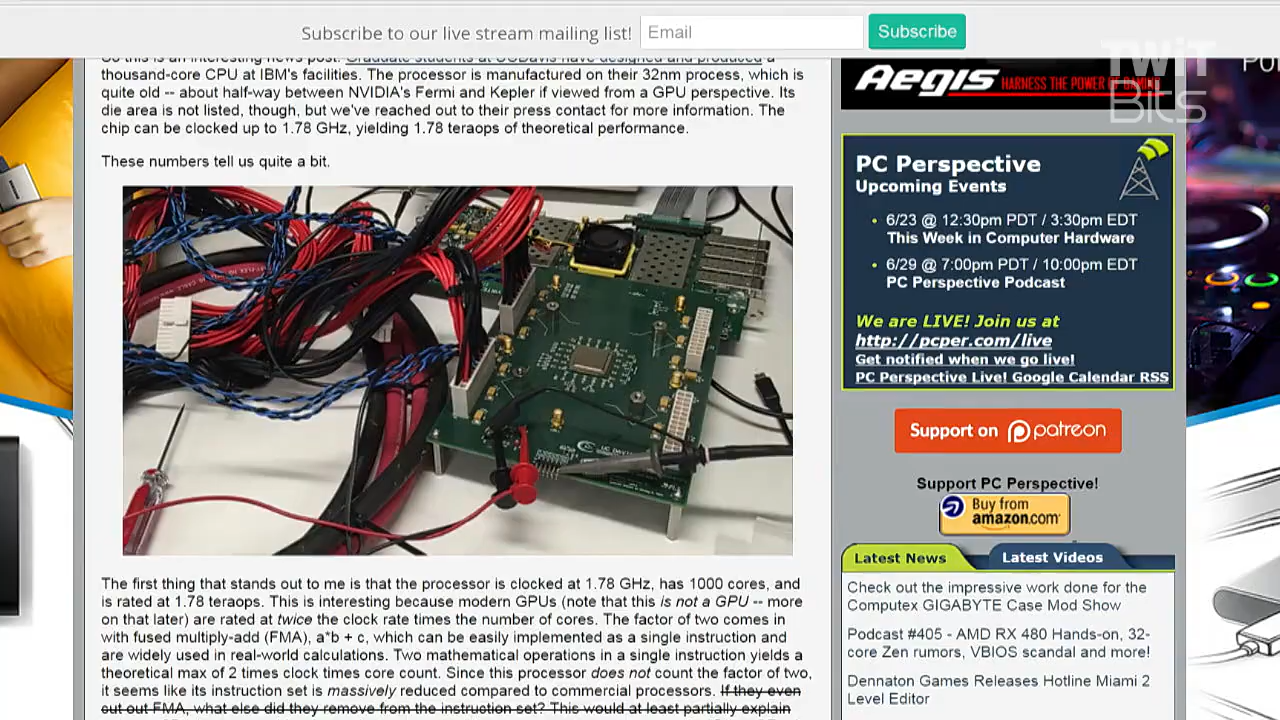 Subscribe to our live stream mailing list!
Email
Subscribe
TWiT
Bits
So this is an interesting news post. Graduate students at UCDavis have designed and produced a
thousand-core CPU at IBM's facilities. The processor is manufactured on their 32nm process, which is
quite old -- about half-way between NVIDIA's Fermi and Kepler if viewed from a GPU perspective. Its
die area is not listed, though, but we've reached out to their press contact for more information. The
chip can be clocked up to 1.78 GHz, yielding 1.78 teraops of theoretical performance.
These numbers tell us quite a bit.
The first thing that stands out to me is that the processor is clocked at 1.78 GHz, has 1000 cores, and
is rated at 1.78 teraops. This is interesting because modern GPUs (note that this is not a GPU -- more
on that later) are rated at twice the clock rate times the number of cores. The factor of two comes in
with fused multiply-add (FMA), a*b + c, which can be easily implemented as a single instruction and
are widely used in real-world calculations. Two mathematical operations in a single instruction yields a
theoretical max of 2 times clock times core count. Since this processor does not count the factor of two,
it seems like its instruction set is massively reduced compared to commercial processors. If they even
cut out FMA, what else did they remove from the instruction set? This would at least partially explain
Aegis HARNESS THE POWER OF GAMING
PC Perspective
Upcoming Events
6/23 @ 12:30pm PDT / 3:30pm EDT
This Week in Computer Hardware
6/29 @ 7:00pm PDT / 10:00pm EDT
PC Perspective Podcast
We are LIVE! Join us at
http://pcper.com/live
Get notified when we go live!
PC Perspective Live! Google Calendar RSS
Support on patreon
Support PC Perspective!
Buy from
amazon.com
Latest News
Latest Videos
Check out the impressive work done for the
Computex GIGABYTE Case Mod Show
Podcast #405 - AMD RX 480 Hands-on, 32-
core Zen rumors, VBIOS scandal and more!
Dennaton Games Releases Hotline Miami 2
Level Editor